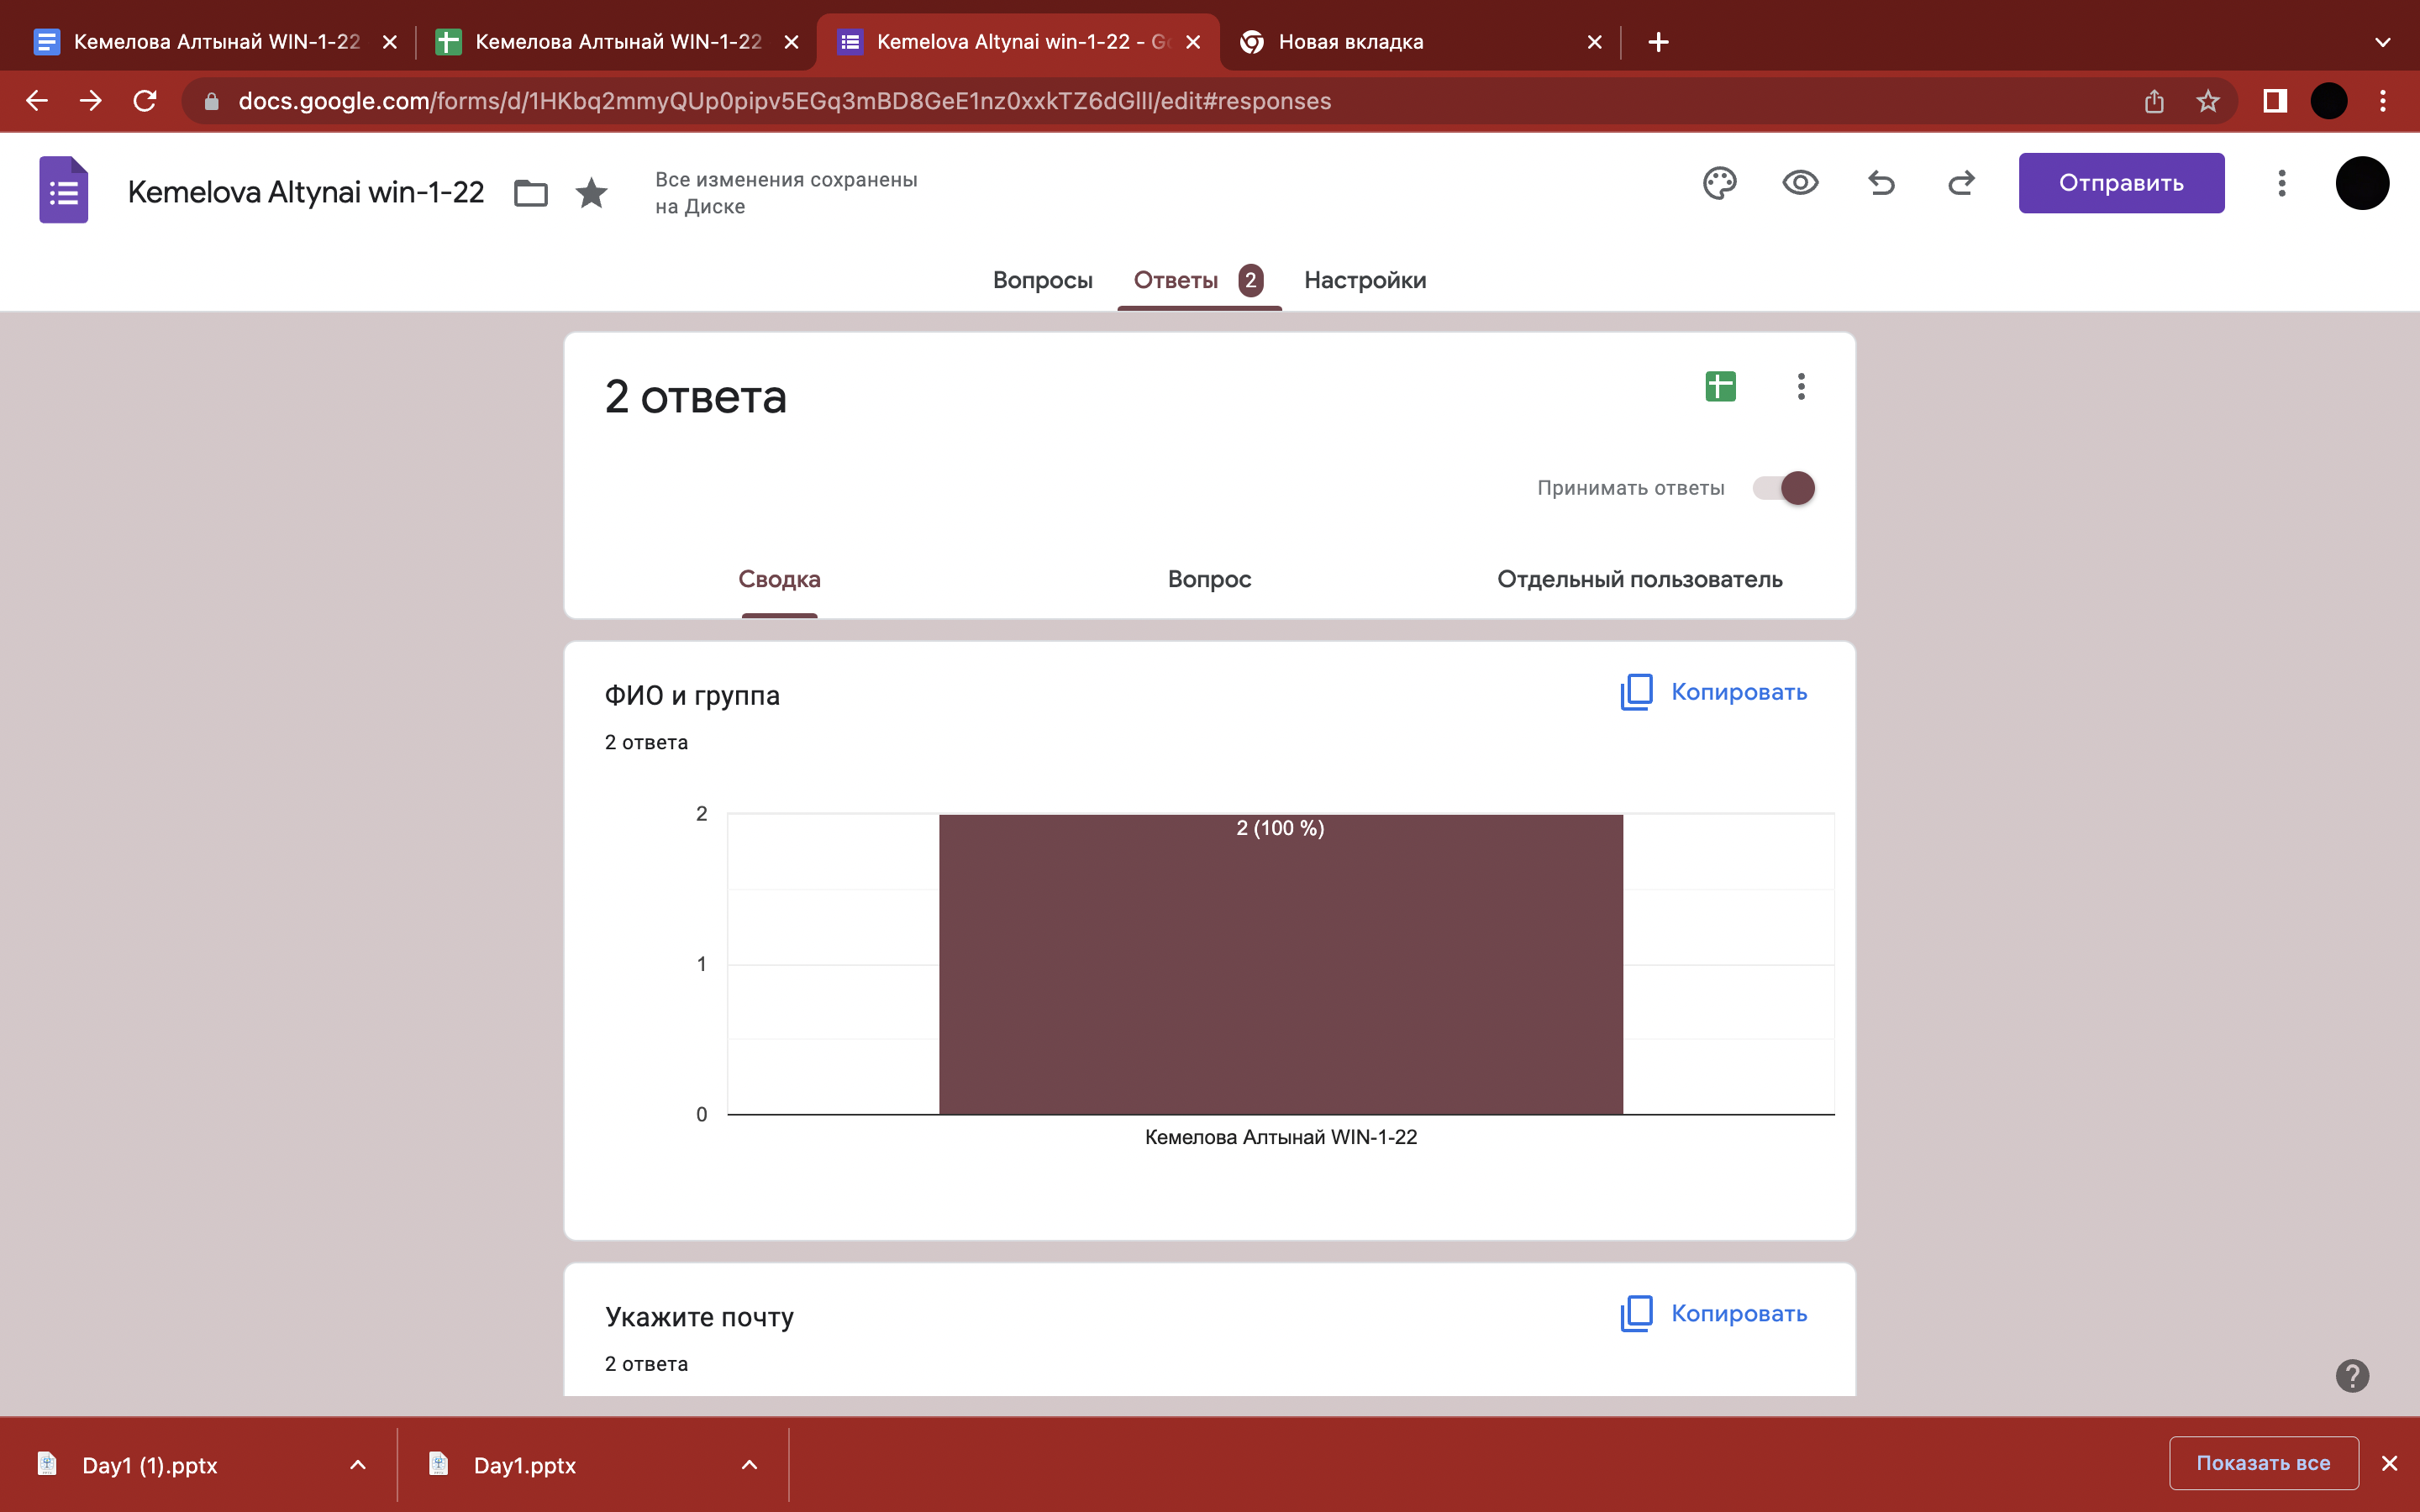 Кемелова Алтынай WIN-1-22
Кемелова Алтынай WIN-1-22
Kemelova Altynai win-1-22 - Go
Новая вкладка
docs.google.com/forms/d/1HKbq2mmyQUp0pipv5EGq3mBD8GeE1nz0xxkTZ6dGlII/edit#responses
Kemelova Altynai win-1-22
Все изменения сохранены
на Диске
Отправить
Вопросы
Ответы 2
Настройки
2 ответа
Принимать ответы
Сводка
Вопрос
Отдельный пользователь
ФИО и группа
Копировать
2 ответа
2
2 (100 %)
1
0
Кемелова Алтынай WIN-1-22
Укажите почту
Копировать
2 ответа
Day1 (1).pptx
Day1.pptx
Показать все